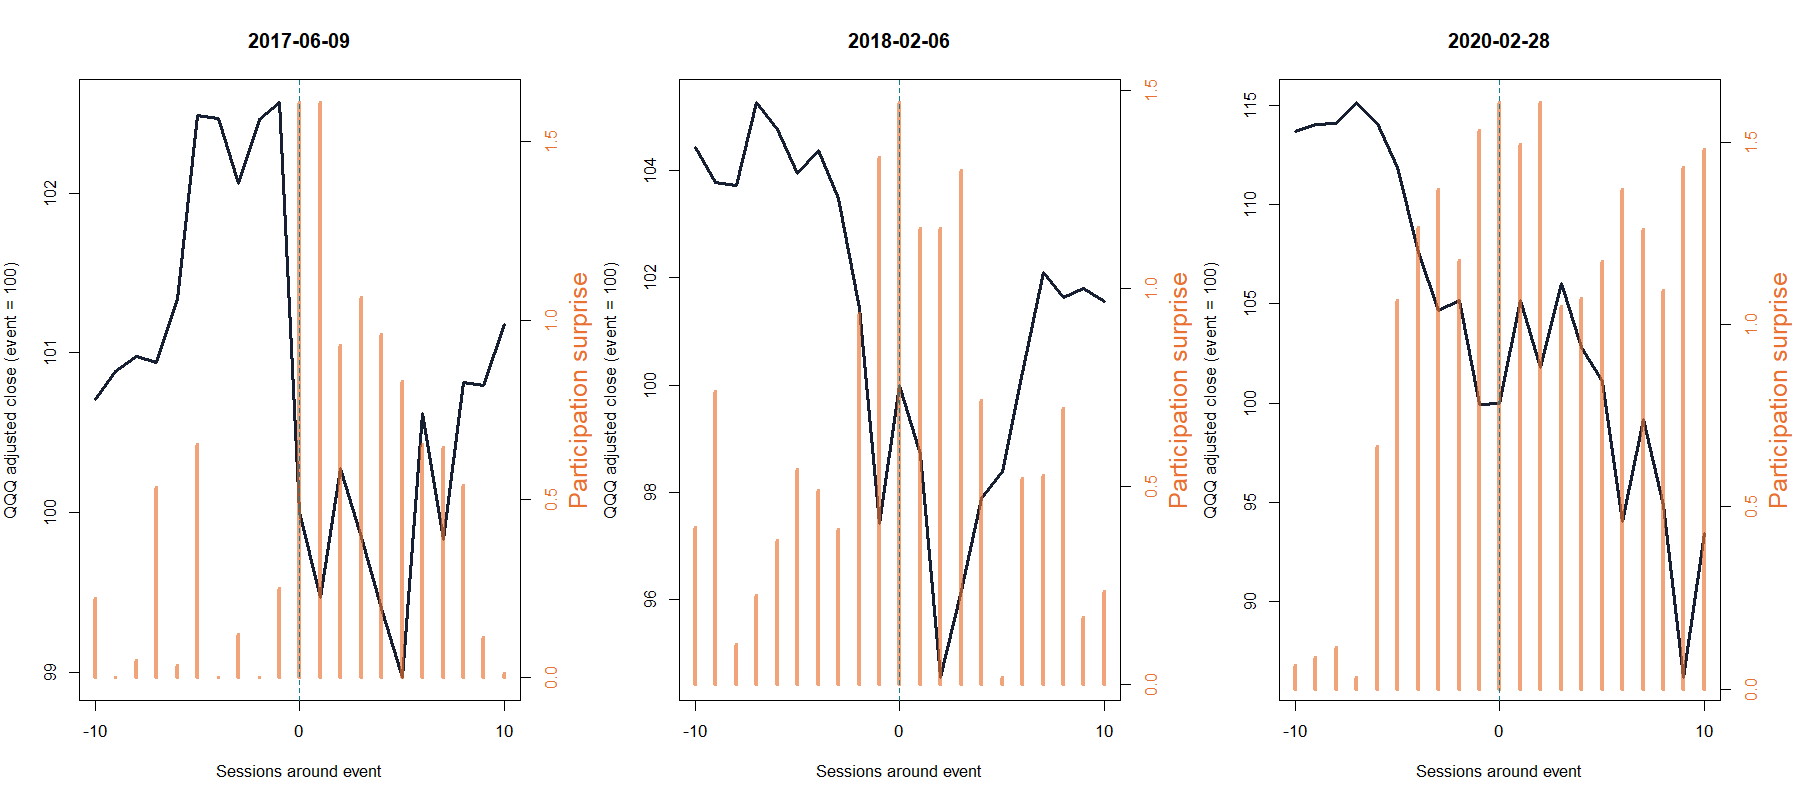 2017-06-09
QQQ adjusted close (event = 100)
102
101
100
99
1.5
1.0
0.5
0.0
Participation surprise
-10 0 10
Sessions around event
2018-02-06
QQQ adjusted close (event = 100)
104
102
100
98
96
1.5
1.0
0.5
0.0
Participation surprise
-10 0 10
Sessions around event
2020-02-28
QQQ adjusted close (event = 100)
115
110
105
100
95
90
1.5
1.0
0.5
0.0
Participation surprise
-10 0 10
Sessions around event